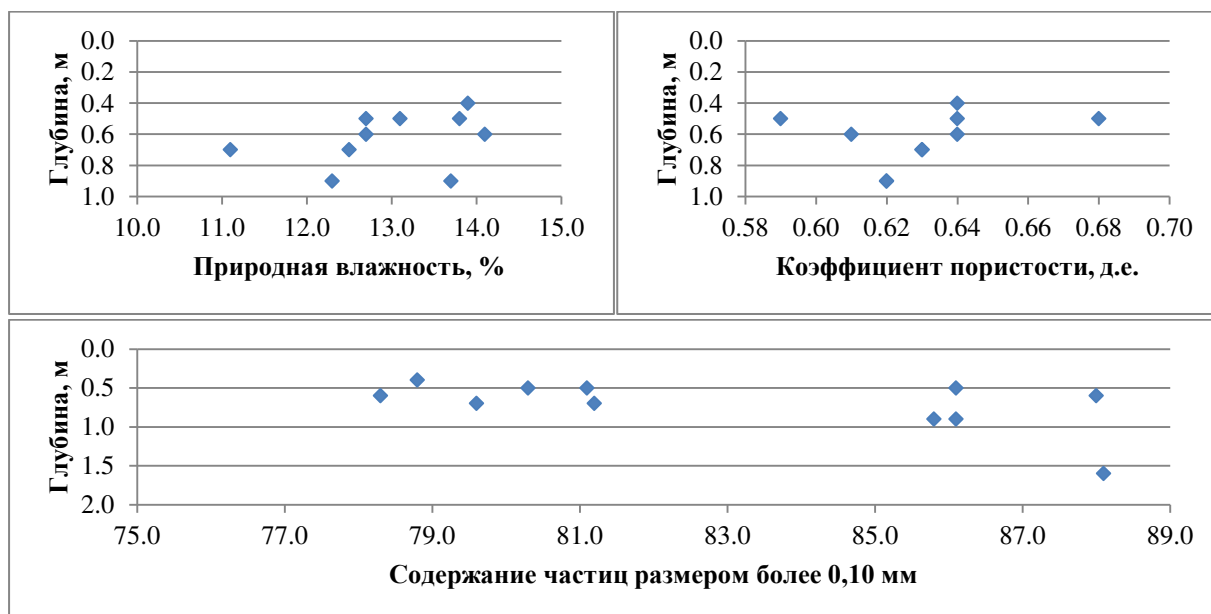 Глубина, м
0.0
0.2
0.4
0.6
0.8
1.0
10.0 11.0 12.0 13.0 14.0 15.0
Природная влажность, %
Глубина, м
0.0
0.2
0.4
0.6
0.8
1.0
0.58 0.60 0.62 0.64 0.66 0.68 0.70
Коэффициент пористости, д.е.
Глубина, м
0.0
0.5
1.0
1.5
2.0
75.0 77.0 79.0 81.0 83.0 85.0 87.0 89.0
Содержание частиц размером более 0,10 мм